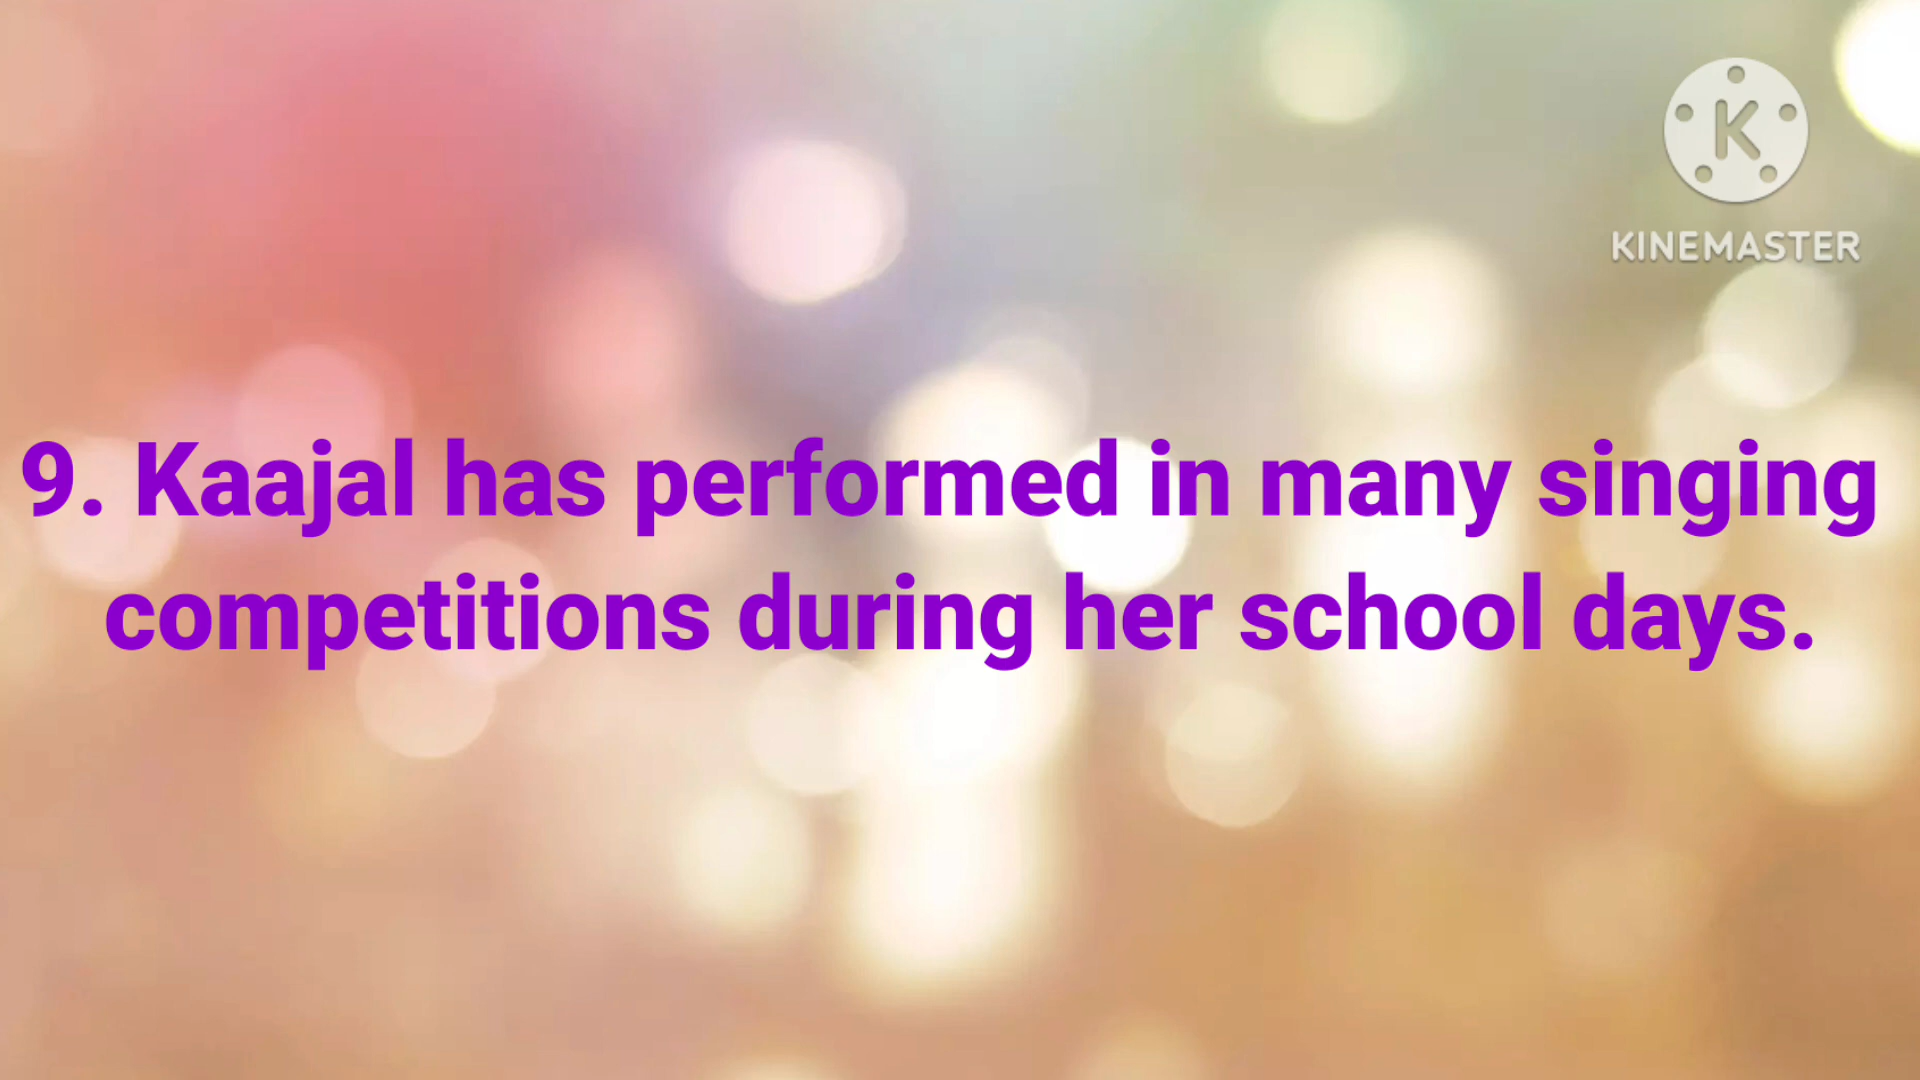 K
KINEMASTER
9. Kaajal has performed in many singing
competitions during her school days.